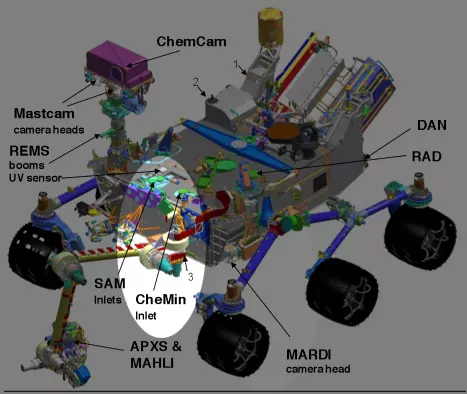 ChemCam
1
2
Mastcam
camera heads
DAN
REMS
booms
UV sensor
RAD
SAM
Inlets
CheMin
Inlet
3
APXS &
MAHLI
MARDI
camera head